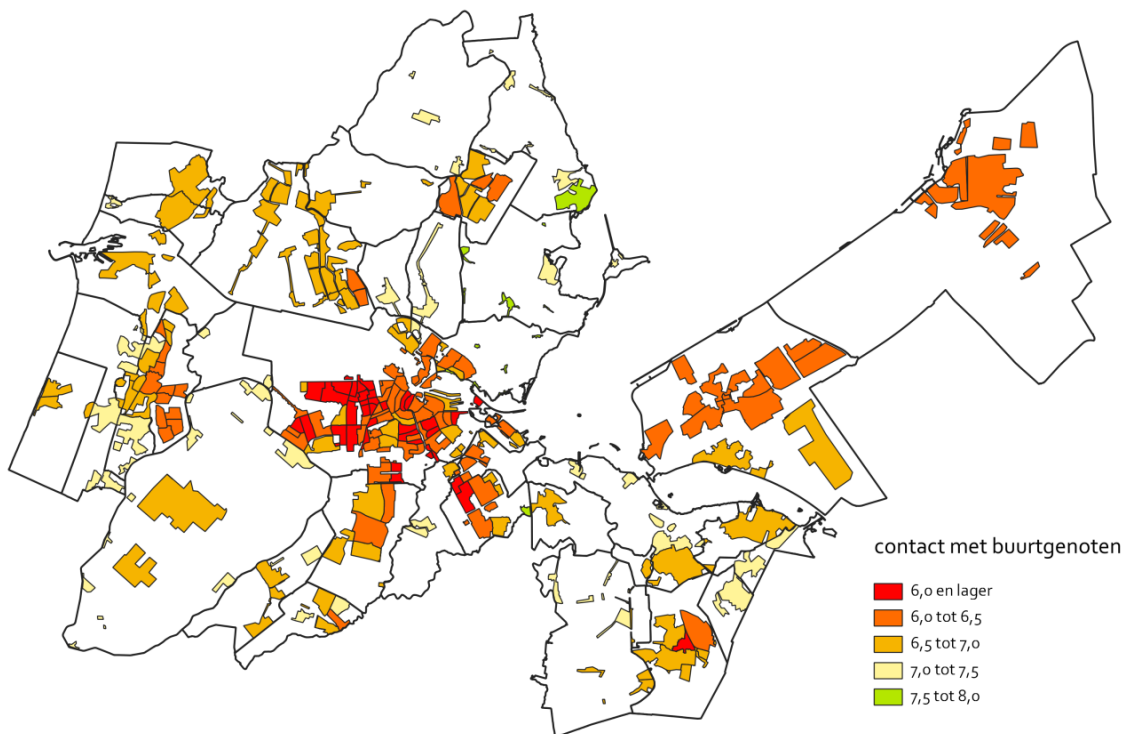 contact met buurtgenoten
6,0 en lager
6,0 tot 6,5
6,5 tot 7,0
7,0 tot 7,5
7,5 tot 8,0